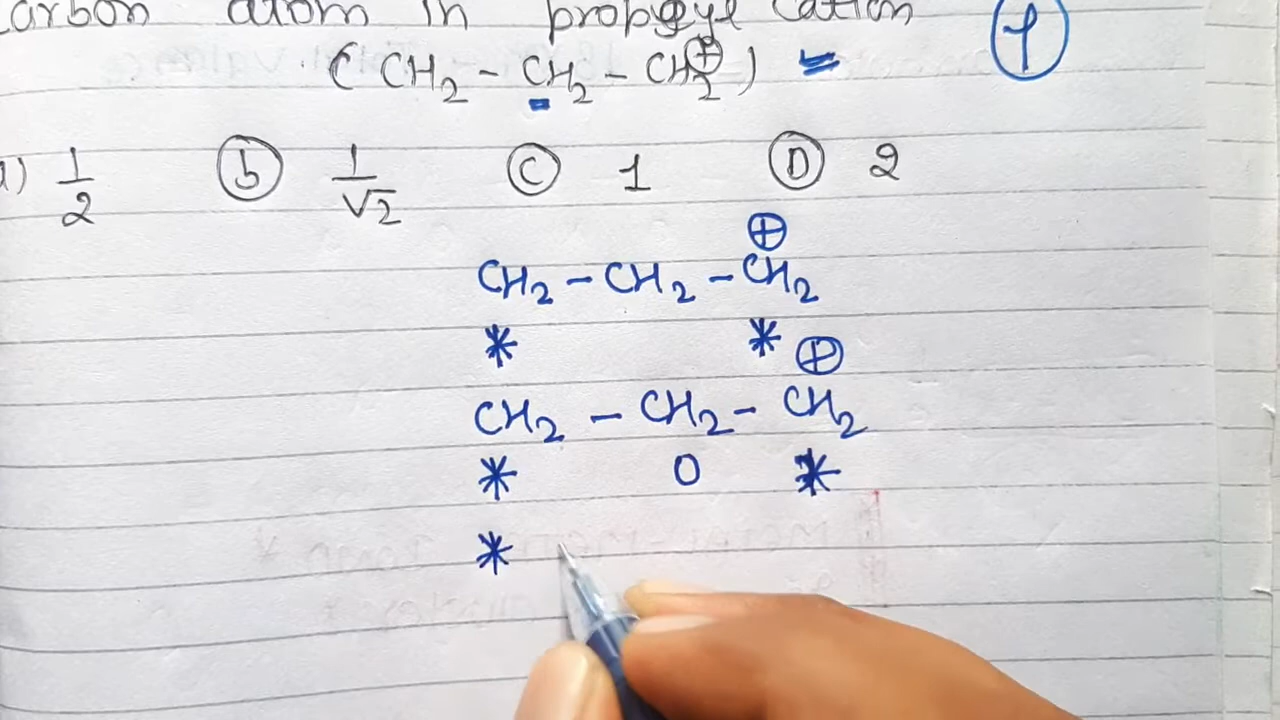 arbon atom in propyl cation
(CH₂ - CH₂ - CH₂⊕) 1
a) 1/2 b 1/√2 C 1 D 2
⊕
CH₂ - CH₂ - CH₂
* *
⊕
CH₂ - CH₂ - CH₂
* 0 *
*